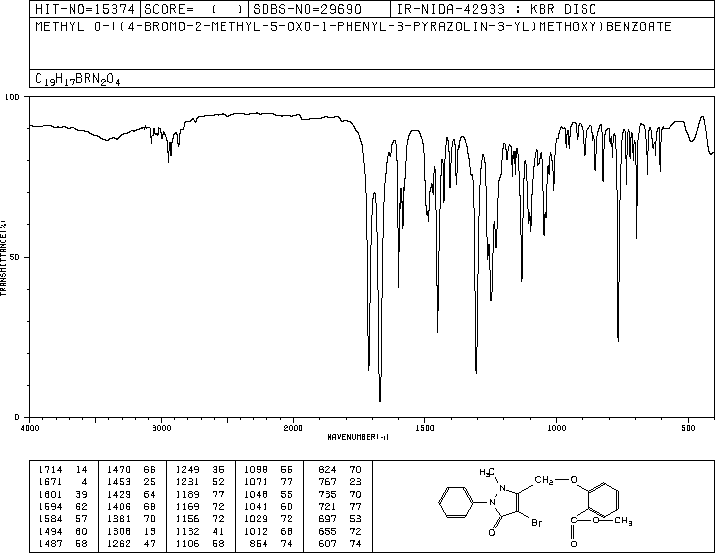 HIT-NO=15374 SCORE= ( ) SDBS-NO=29690 IR-NIDA-42933 : KBR DISC
METHYL O-((4-BROMO-2-METHYL-5-OXO-1-PHENYL-3-PYRAZOLIN-3-YL)METHOXY)BENZOATE
C19H17BRN2O4
100
50
0
TRANSMITTANCE(%)
4000 3000 2000 1500 1000 500
WAVENUMBER(-1)
1714 14 1470 66 1249 35 1098 55 824 70
1671 4 1453 25 1231 52 1071 77 767 23
1601 39 1429 64 1189 77 1048 55 735 70
1594 62 1406 68 1169 72 1041 60 721 77
1584 57 1381 70 1156 72 1029 72 697 53
1494 60 1308 13 1132 41 1012 68 655 72
1487 58 1262 47 1106 58 864 74 607 74
H3C
N
CH2
O
N
O
Br
C
O
CH3
O